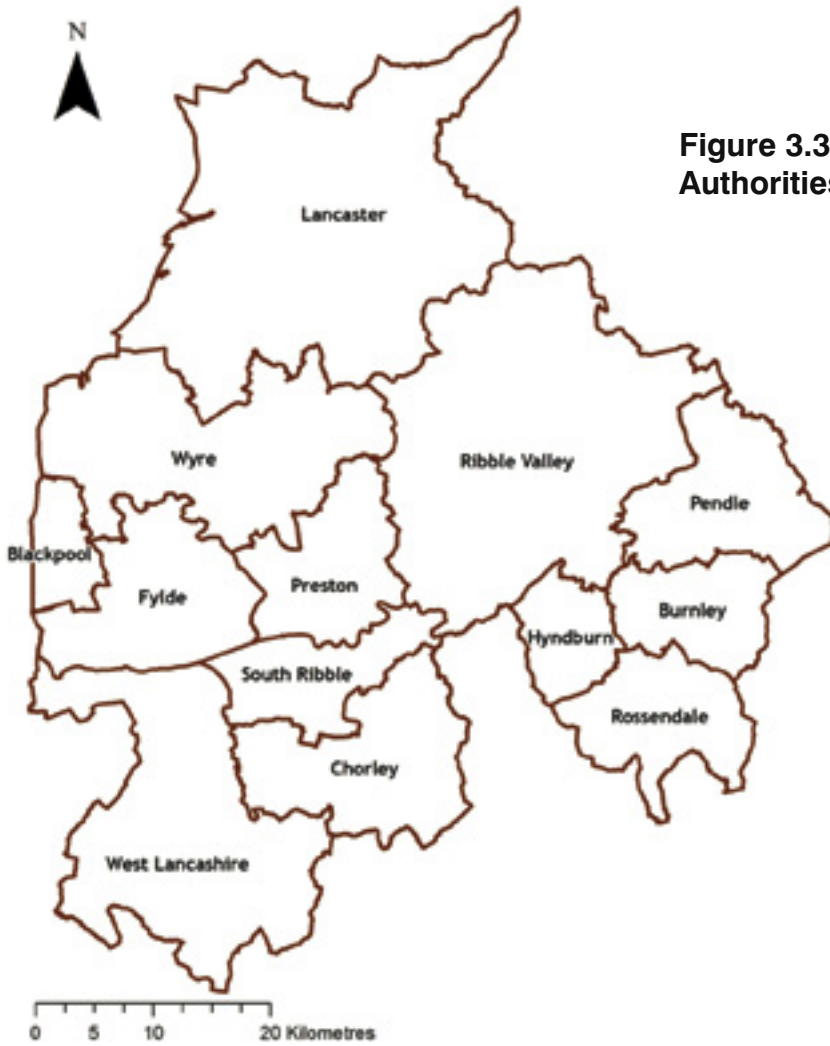 N
Figure 3.3
Authorities
Lancaster
Wyre
Ribble Valley
Pendle
Blackpool
Fylde
Preston
Burnley
Hyndburn
South Ribble
Rossendale
Chorley
West Lancashire
0 5 10 20 Kilometres